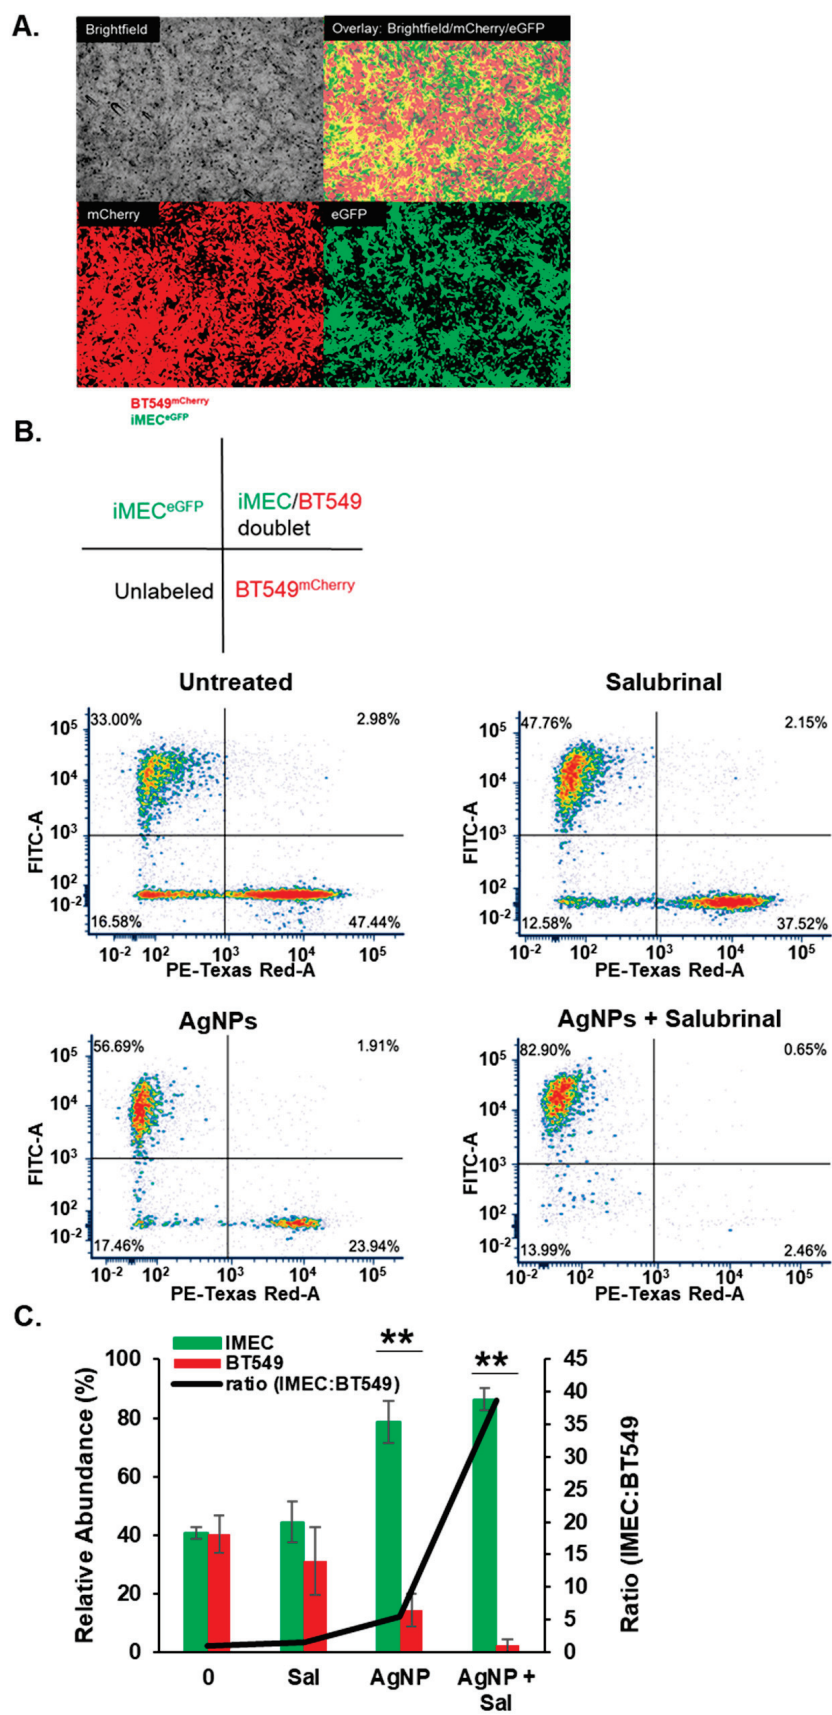 A.
Brightfield
Overlay: Brightfield/mCherry/eGFP
mCherry
eGFP
BT549mCherry
iMECeGFP
B.
iMECeGFP
iMEC/BT549
doublet
Unlabeled
BT549mCherry
Untreated
33.00%
2.98%
16.58%
47.44%
10⁵
10⁴
10³
10²
10⁻²
FITC-A
10⁻² 10² 10³ 10⁴ 10⁵
PE-Texas Red-A
Salubrinal
47.76%
2.15%
12.58%
37.52%
10⁵
10⁴
10³
10²
10⁻²
FITC-A
10⁻² 10² 10³ 10⁴ 10⁵
PE-Texas Red-A
AgNPs
56.69%
1.91%
17.46%
23.94%
10⁵
10⁴
10³
10²
10⁻²
FITC-A
10⁻² 10² 10³ 10⁴ 10⁵
PE-Texas Red-A
AgNPs + Salubrinal
82.90%
0.65%
13.99%
2.46%
10⁵
10⁴
10³
10²
10⁻²
FITC-A
10⁻² 10² 10³ 10⁴ 10⁵
PE-Texas Red-A
C.
IMEC
BT549
ratio (IMEC:BT549)
**
**
100
80
60
40
20
0
Relative Abundance (%)
45
40
35
30
25
20
15
10
5
0
Ratio (IMEC:BT549
0
Sal
AgNP
AgNP +
Sal